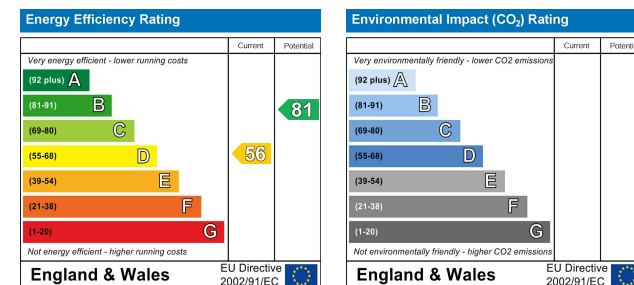 Energy Efficiency Rating
Current Potential
Very energy efficient - lower running costs
(92 plus) A
(81-91) B
81
(69-80) C
(55-68) D
56
(39-54) E
(21-38) F
(1-20) G
Not energy efficient - higher running costs
England & Wales
EU Directive
2002/91/EC
Environmental Impact (CO2) Rating
Current Potential
Very environmentally friendly - lower CO2 emissions
(92 plus) A
(81-91) B
(69-80) C
(55-68) D
(39-54) E
(21-38) F
(1-20) G
Not environmentally friendly - higher CO2 emissions
England & Wales
EU Directive
2002/91/EC